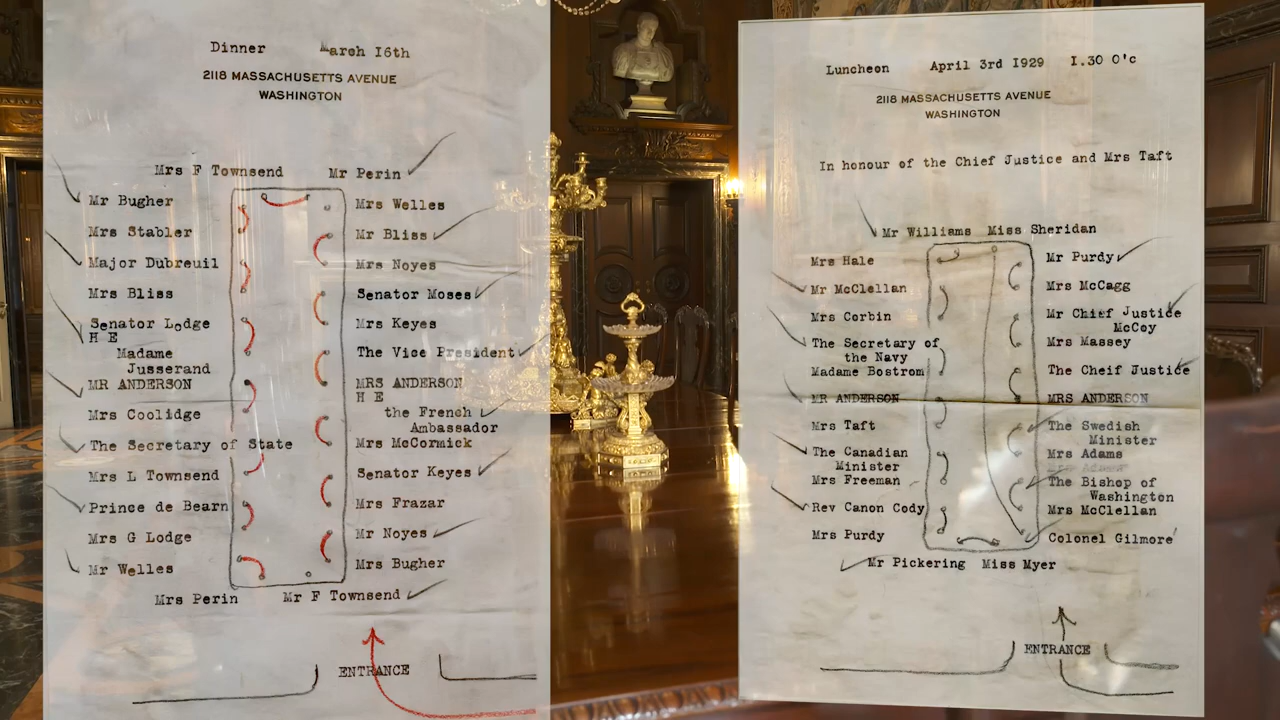 Dinner March 16th
2118 MASSACHUSETTS AVENUE
WASHINGTON
Mrs F Townsend Mr Perin
Mr Bugher
Mrs Stabler
Major Dubreuil
Mrs Bliss
Senator Lodge
H E
Madame
Jusserand
MR ANDERSON
Mrs Coolidge
The Secretary of State
Mrs L Townsend
Prince de Bearn
Mrs G Lodge
Mr Welles
Mrs Welles
Mr Bliss
Mrs Noyes
Senator Moses
Mrs Keyes
The Vice President
MRS ANDERSON
H E
the French
Ambassador
Mrs McCormick
Senator Keyes
Mrs Frazar
Mr Noyes
Mrs Bugher
Mrs Perin Mr F Townsend
ENTRANCE
Luncheon April 3rd 1929 1.30 O'c
2118 MASSACHUSETTS AVENUE
WASHINGTON
In honour of the Chief Justice and Mrs Taft
Mr Williams Miss Sheridan
Mrs Hale
Mr McClellan
Mrs Corbin
The Secretary of
the Navy
Madame Bostrom
MR ANDERSON
Mrs Taft
The Canadian
Minister
Mrs Freeman
Rev Canon Cody
Mrs Purdy
Mr Purdy
Mrs McCagg
Mr Chief Justice
McCoy
Mrs Massey
The Cheif Justice
MRS ANDERSON
The Swedish
Minister
Mrs Adams
The Bishop of
Washington
Mrs McClellan
Colonel Gilmore
Mr Pickering Miss Myer
ENTRANCE